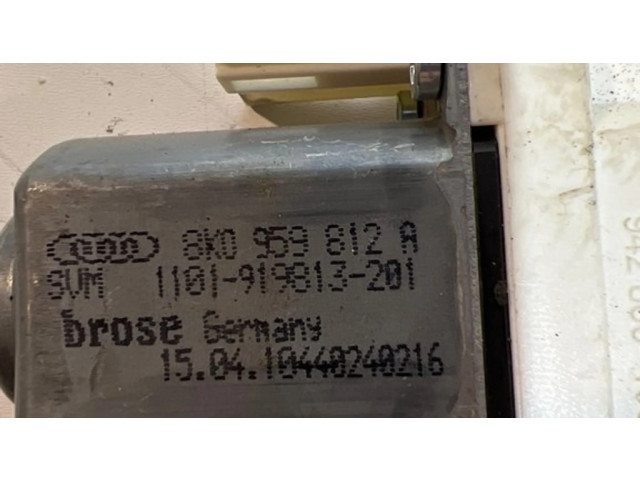 8K0 959 812 A
SVM 1101-919813-201
brose Germany
15.04.10440240216